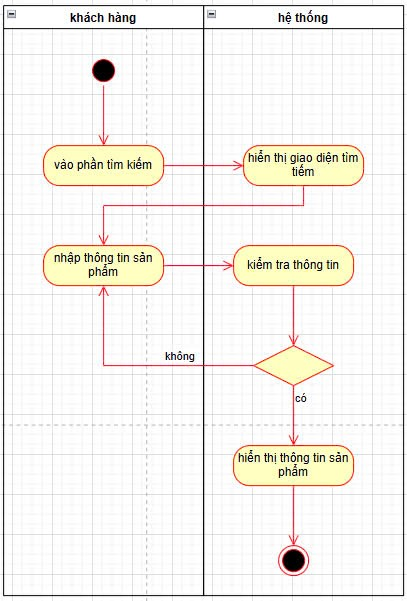 khách hàng
hệ thống
vào phần tìm kiếm
hiển thị giao diện tìm
tiếm
nhập thông tin sản
phẩm
kiểm tra thông tin
không
có
hiển thị thông tin sản
phẩm